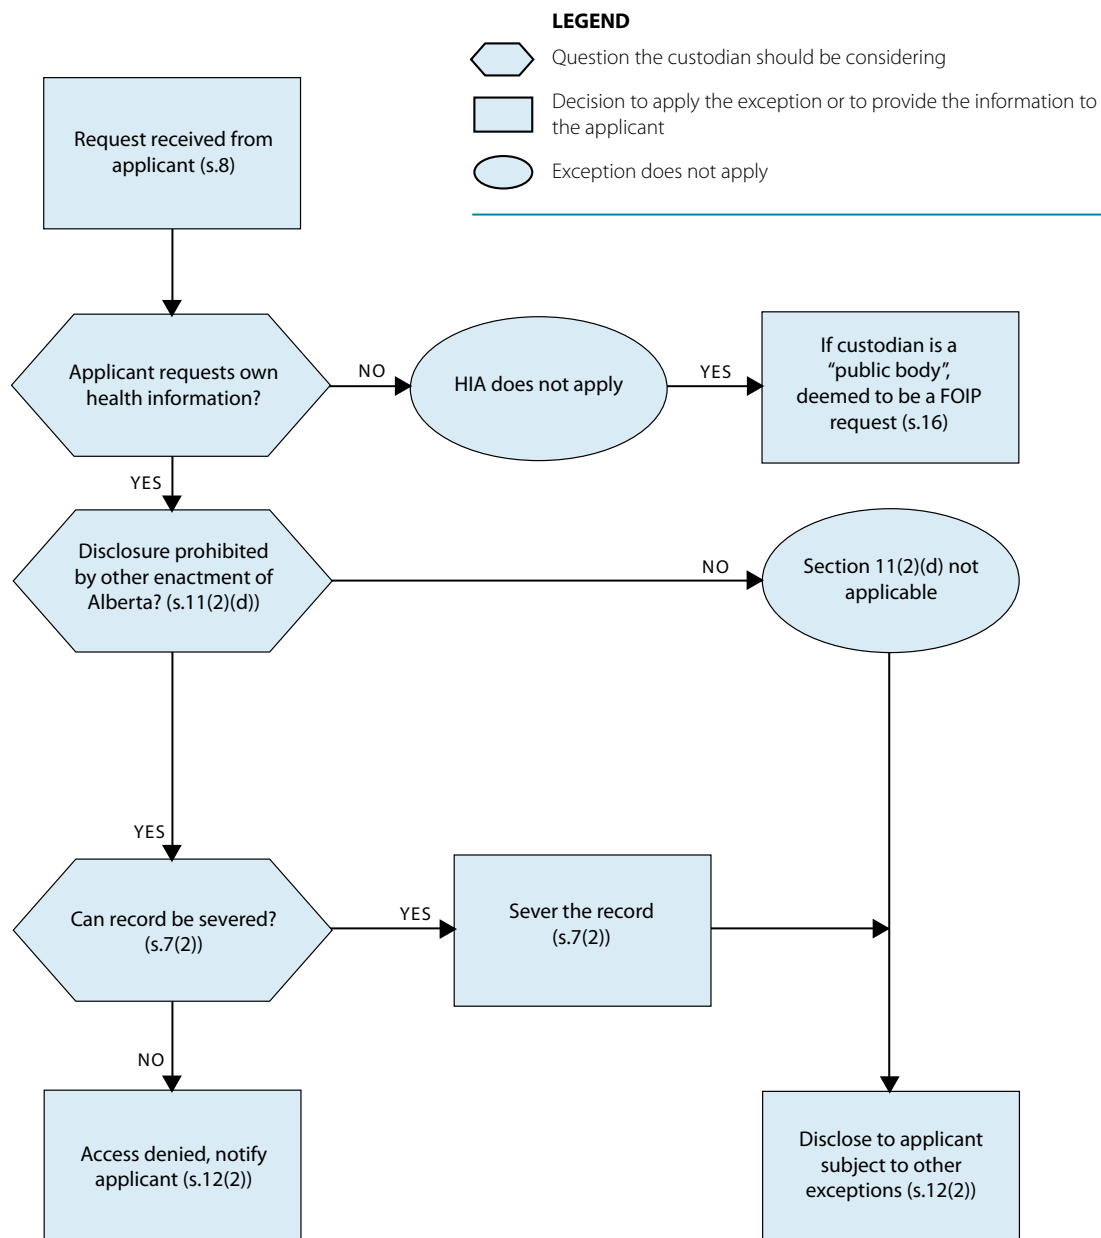 LEGEND
Question the custodian should be considering
Decision to apply the exception or to provide the information to
the applicant
Exception does not apply
Request received from
applicant (s.8)
Applicant requests own
health information?
NO
HIA does not apply
YES
If custodian is a
“public body”,
deemed to be a FOIP
request (s.16)
YES
Disclosure prohibited
by other enactment of
Alberta? (s.11(2)(d))
NO
Section 11(2)(d) not
applicable
YES
Can record be severed?
(s.7(2))
YES
Sever the record
(s.7(2))
NO
Access denied, notify
applicant (s.12(2))
Disclose to applicant
subject to other
exceptions (s.12(2))